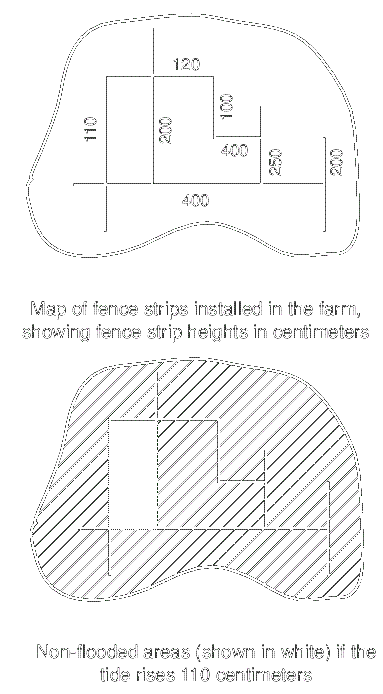 120
110
200
100
400
250
200
400
Map of fence strips installed in the farm,
showing fence strip heights in centimeters
Non-flooded areas (shown in white) if the
tide rises 110 centimeters